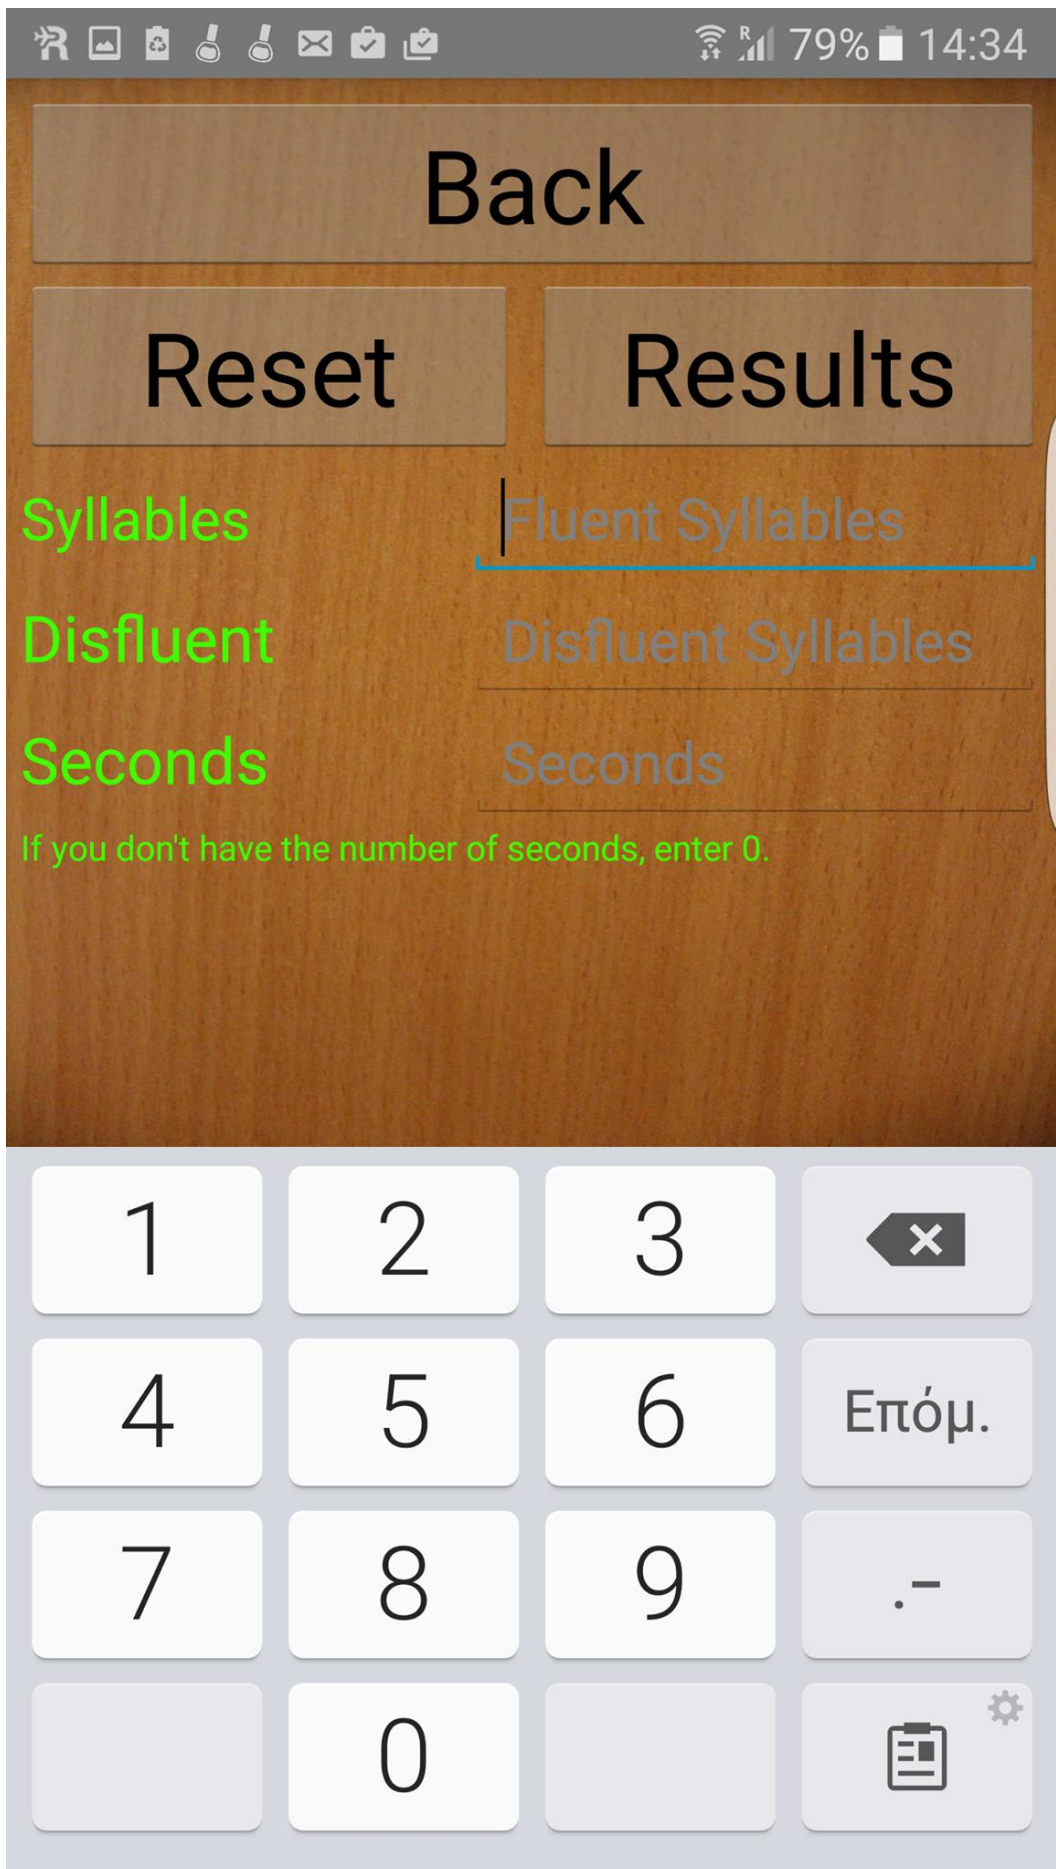 R 79% 14:34
Back
Reset Results
Syllables Fluent Syllables
Disfluent Disfluent Syllables
Seconds Seconds
If you don't have the number of seconds, enter 0.
1 2 3
4 5 6 Επόμ.
7 8 9 .-
0